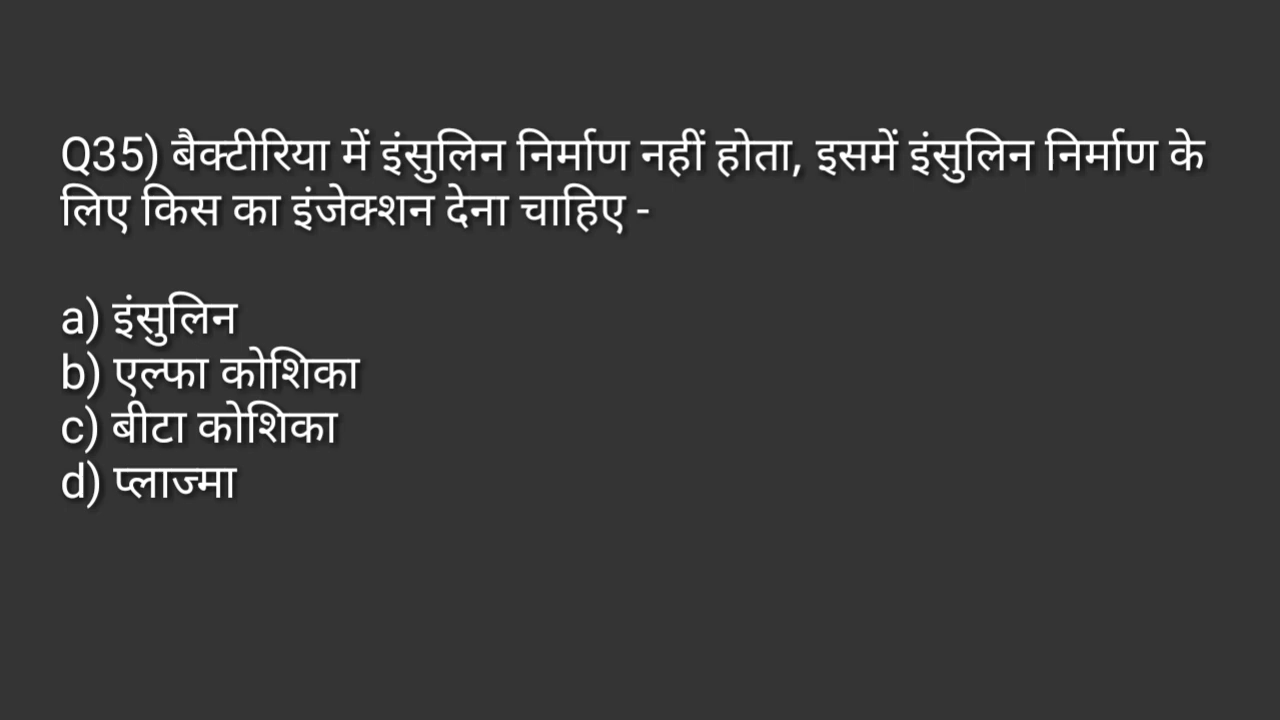 Q35) बैक्टीरिया में इंसुलिन निर्माण नहीं होता, इसमें इंसुलिन निर्माण के
लिए किस का इंजेक्शन देना चाहिए -
a) इंसुलिन
b) एल्फा कोशिका
c) बीटा कोशिका
d) प्लाज्मा